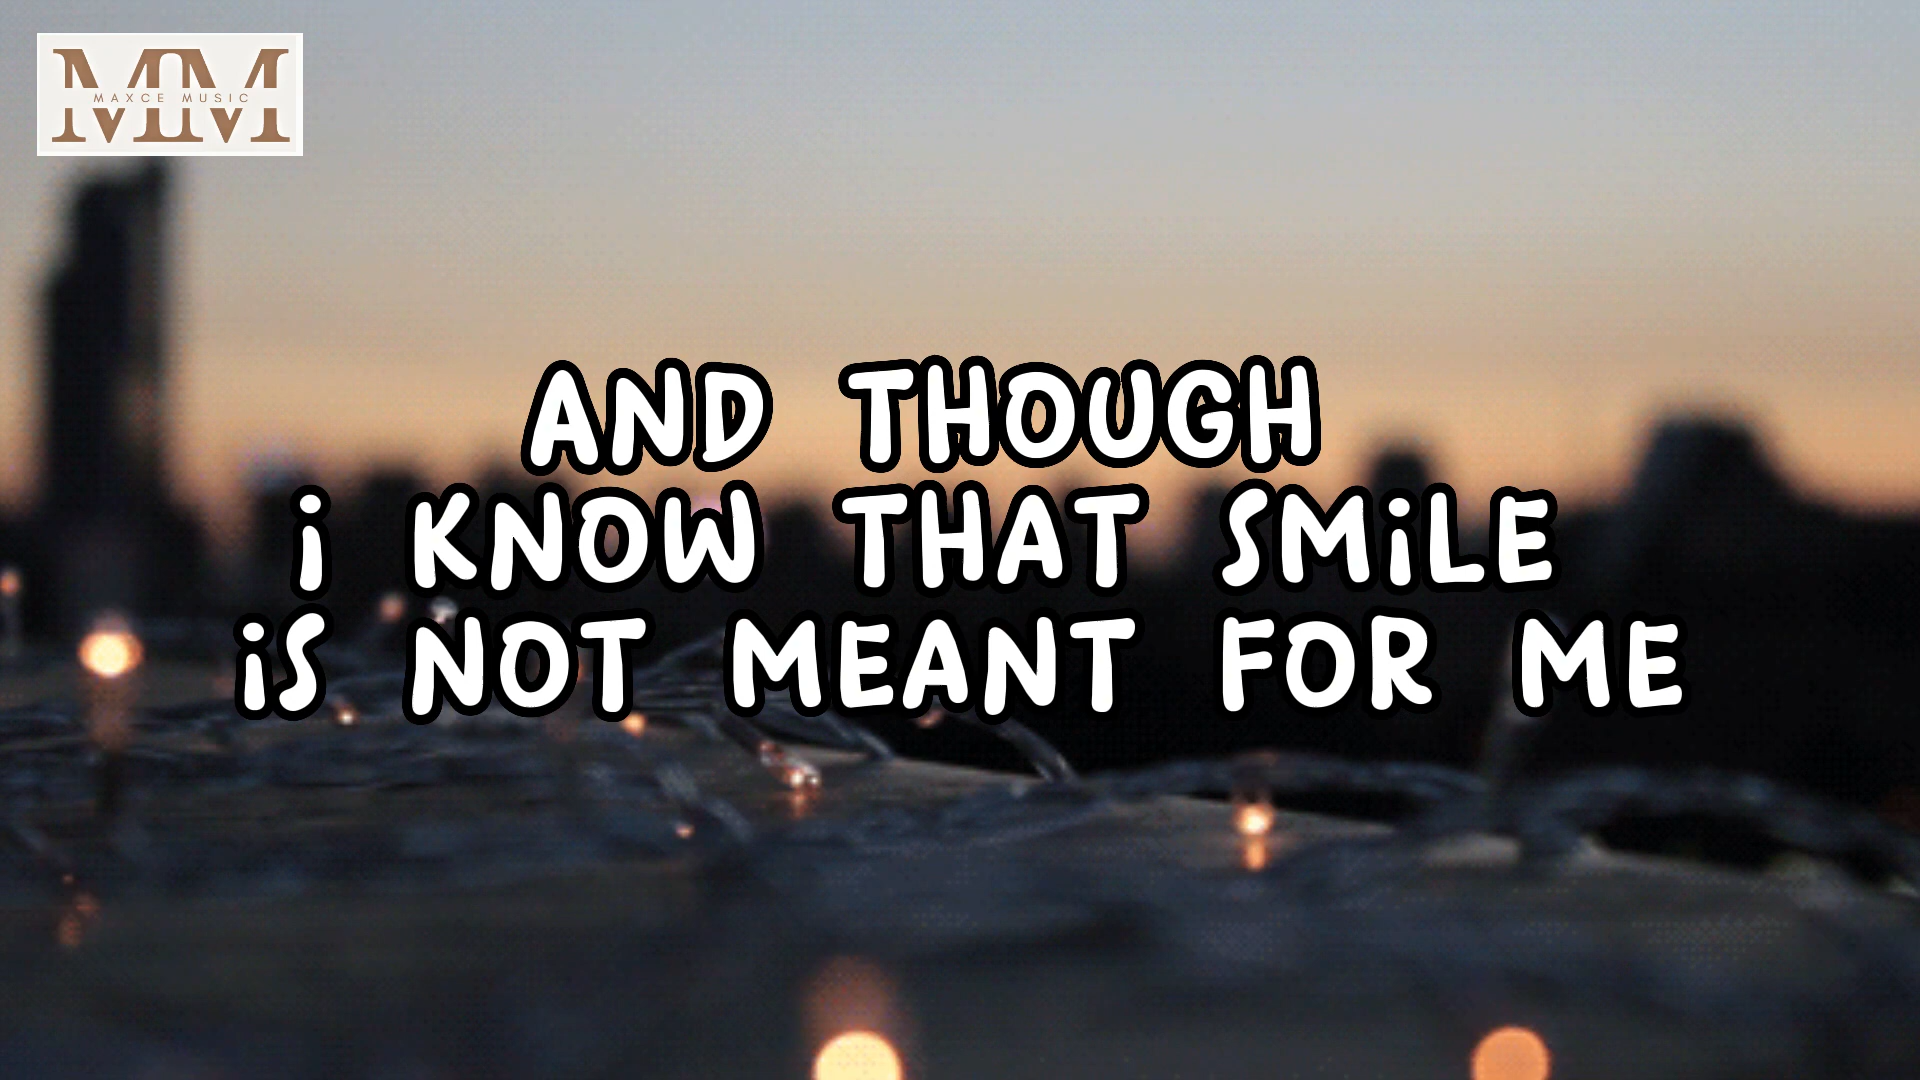 MM
MAXCE MUSIC
AND THOUGH
i KNOW THAT SMiLE
iS NOT MEANT FOR ME